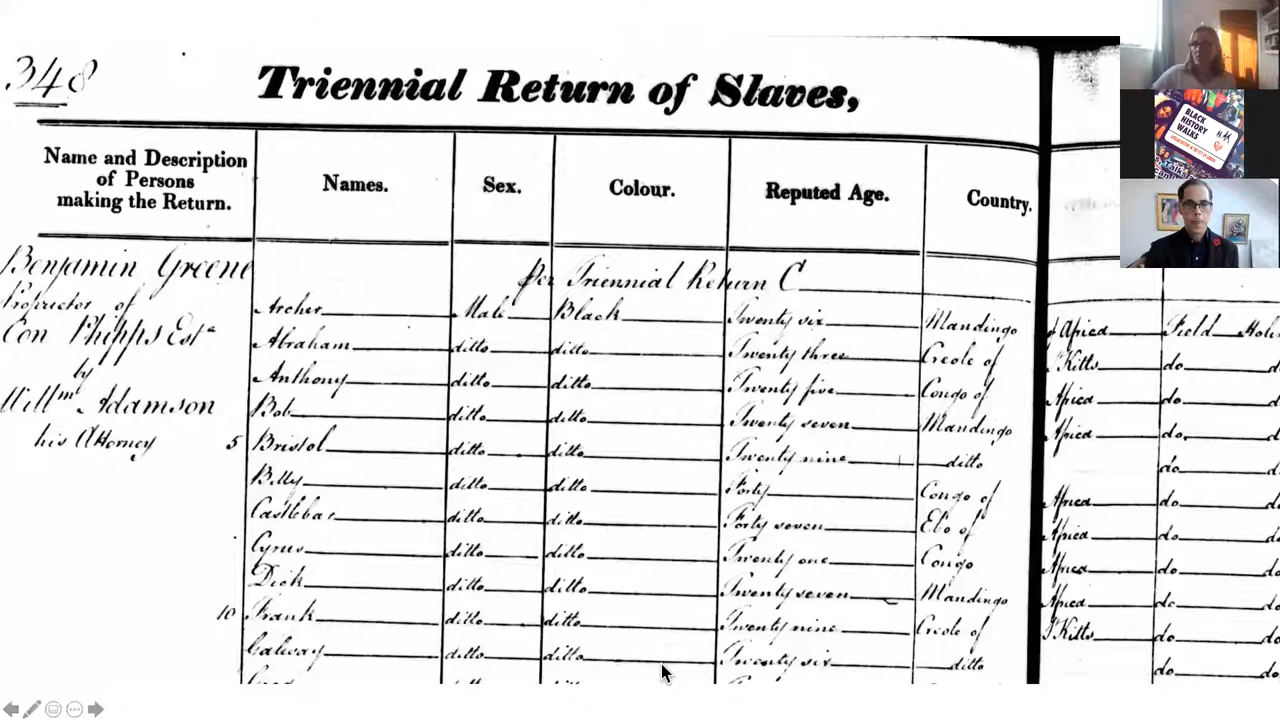 348
Triennial Return of Slaves,
Name and Description of Persons making the Return. Names. Sex. Colour. Reputed Age. Country.
Benjamin Greene
Proprietor of
Con Phipps Est
by
Willm Adamson
his Attorney
per Triennial Return C
Archer Male Black Twenty six Mandingo of Africa Field
Abraham ditto ditto Twenty three Creole of St Kitts do
Anthony ditto ditto Twenty five Congo of Africa do
Bob ditto ditto Twenty seven Mandingo Africa do
5 Bristol ditto ditto Twenty nine ditto do
Billy ditto ditto Forty Congo of Africa do
Castlebar ditto ditto Forty seven Ebo of Africa do
Cyrus ditto ditto Twenty one Congo Africa do
Dick ditto ditto Twenty seven Mandingo Africa do
10 Frank ditto ditto Twenty nine Creole of St Kitts do
Galway ditto ditto Twenty six ditto do
BLACK
HISTORY
WALKS